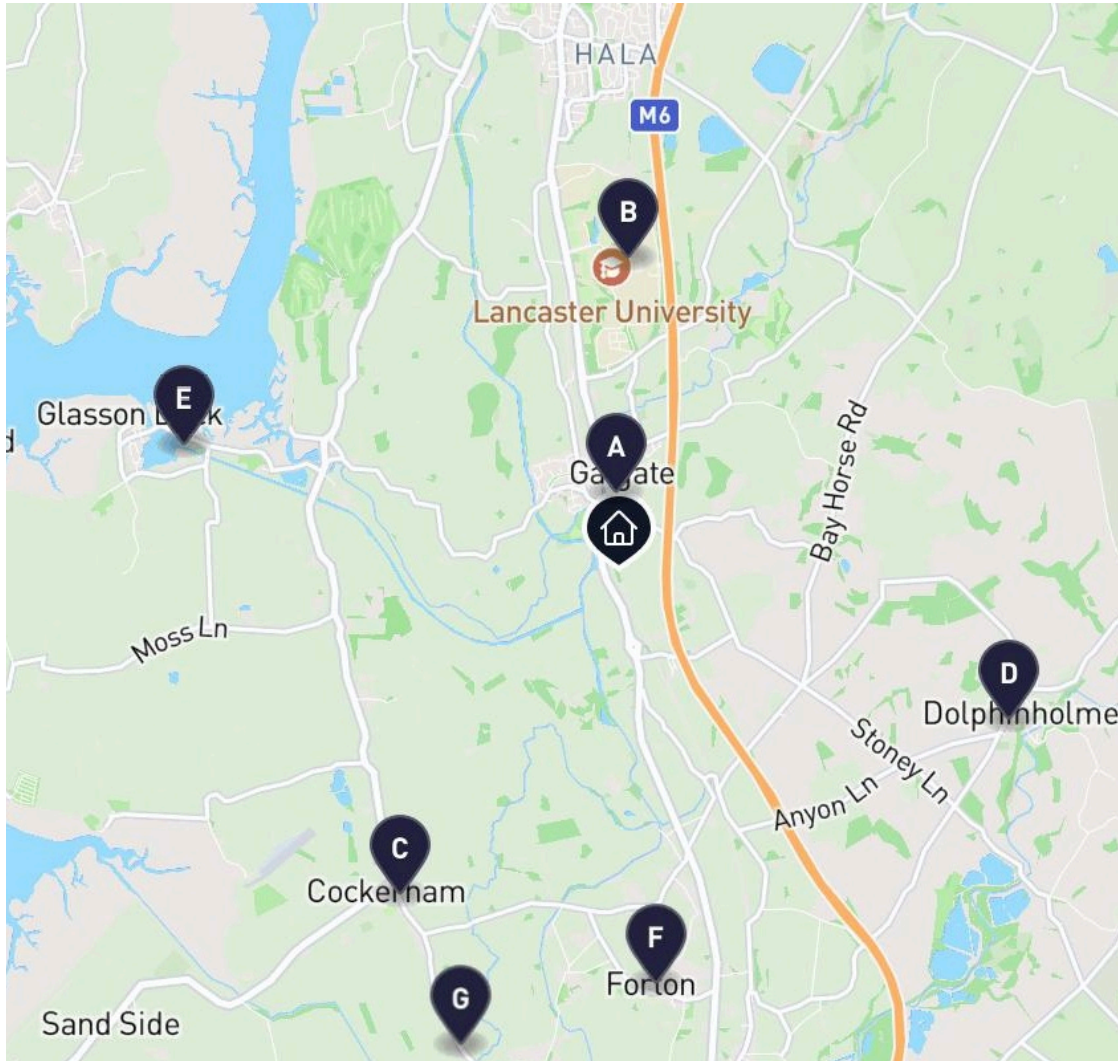 HALA
M6
B
Lancaster University
E
Glasson
A
Bay Horse Rd
Moss Ln
D
Dolphinholme
Stoney Ln
Anyon Ln
C
Cockerham
F
Forton
G
Sand Side